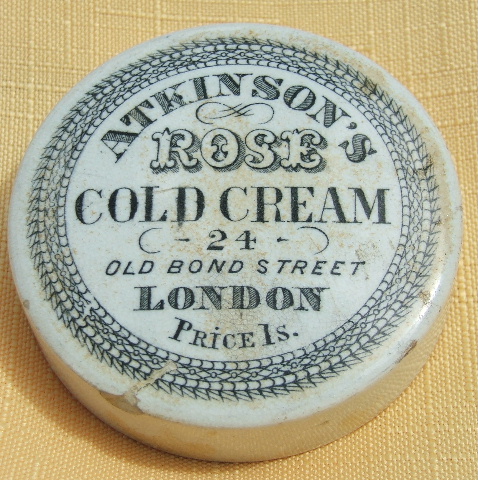 ATKINSON'S
ROSE
COLD CREAM
- 24 -
OLD BOND STREET
LONDON
PRICE 1s.